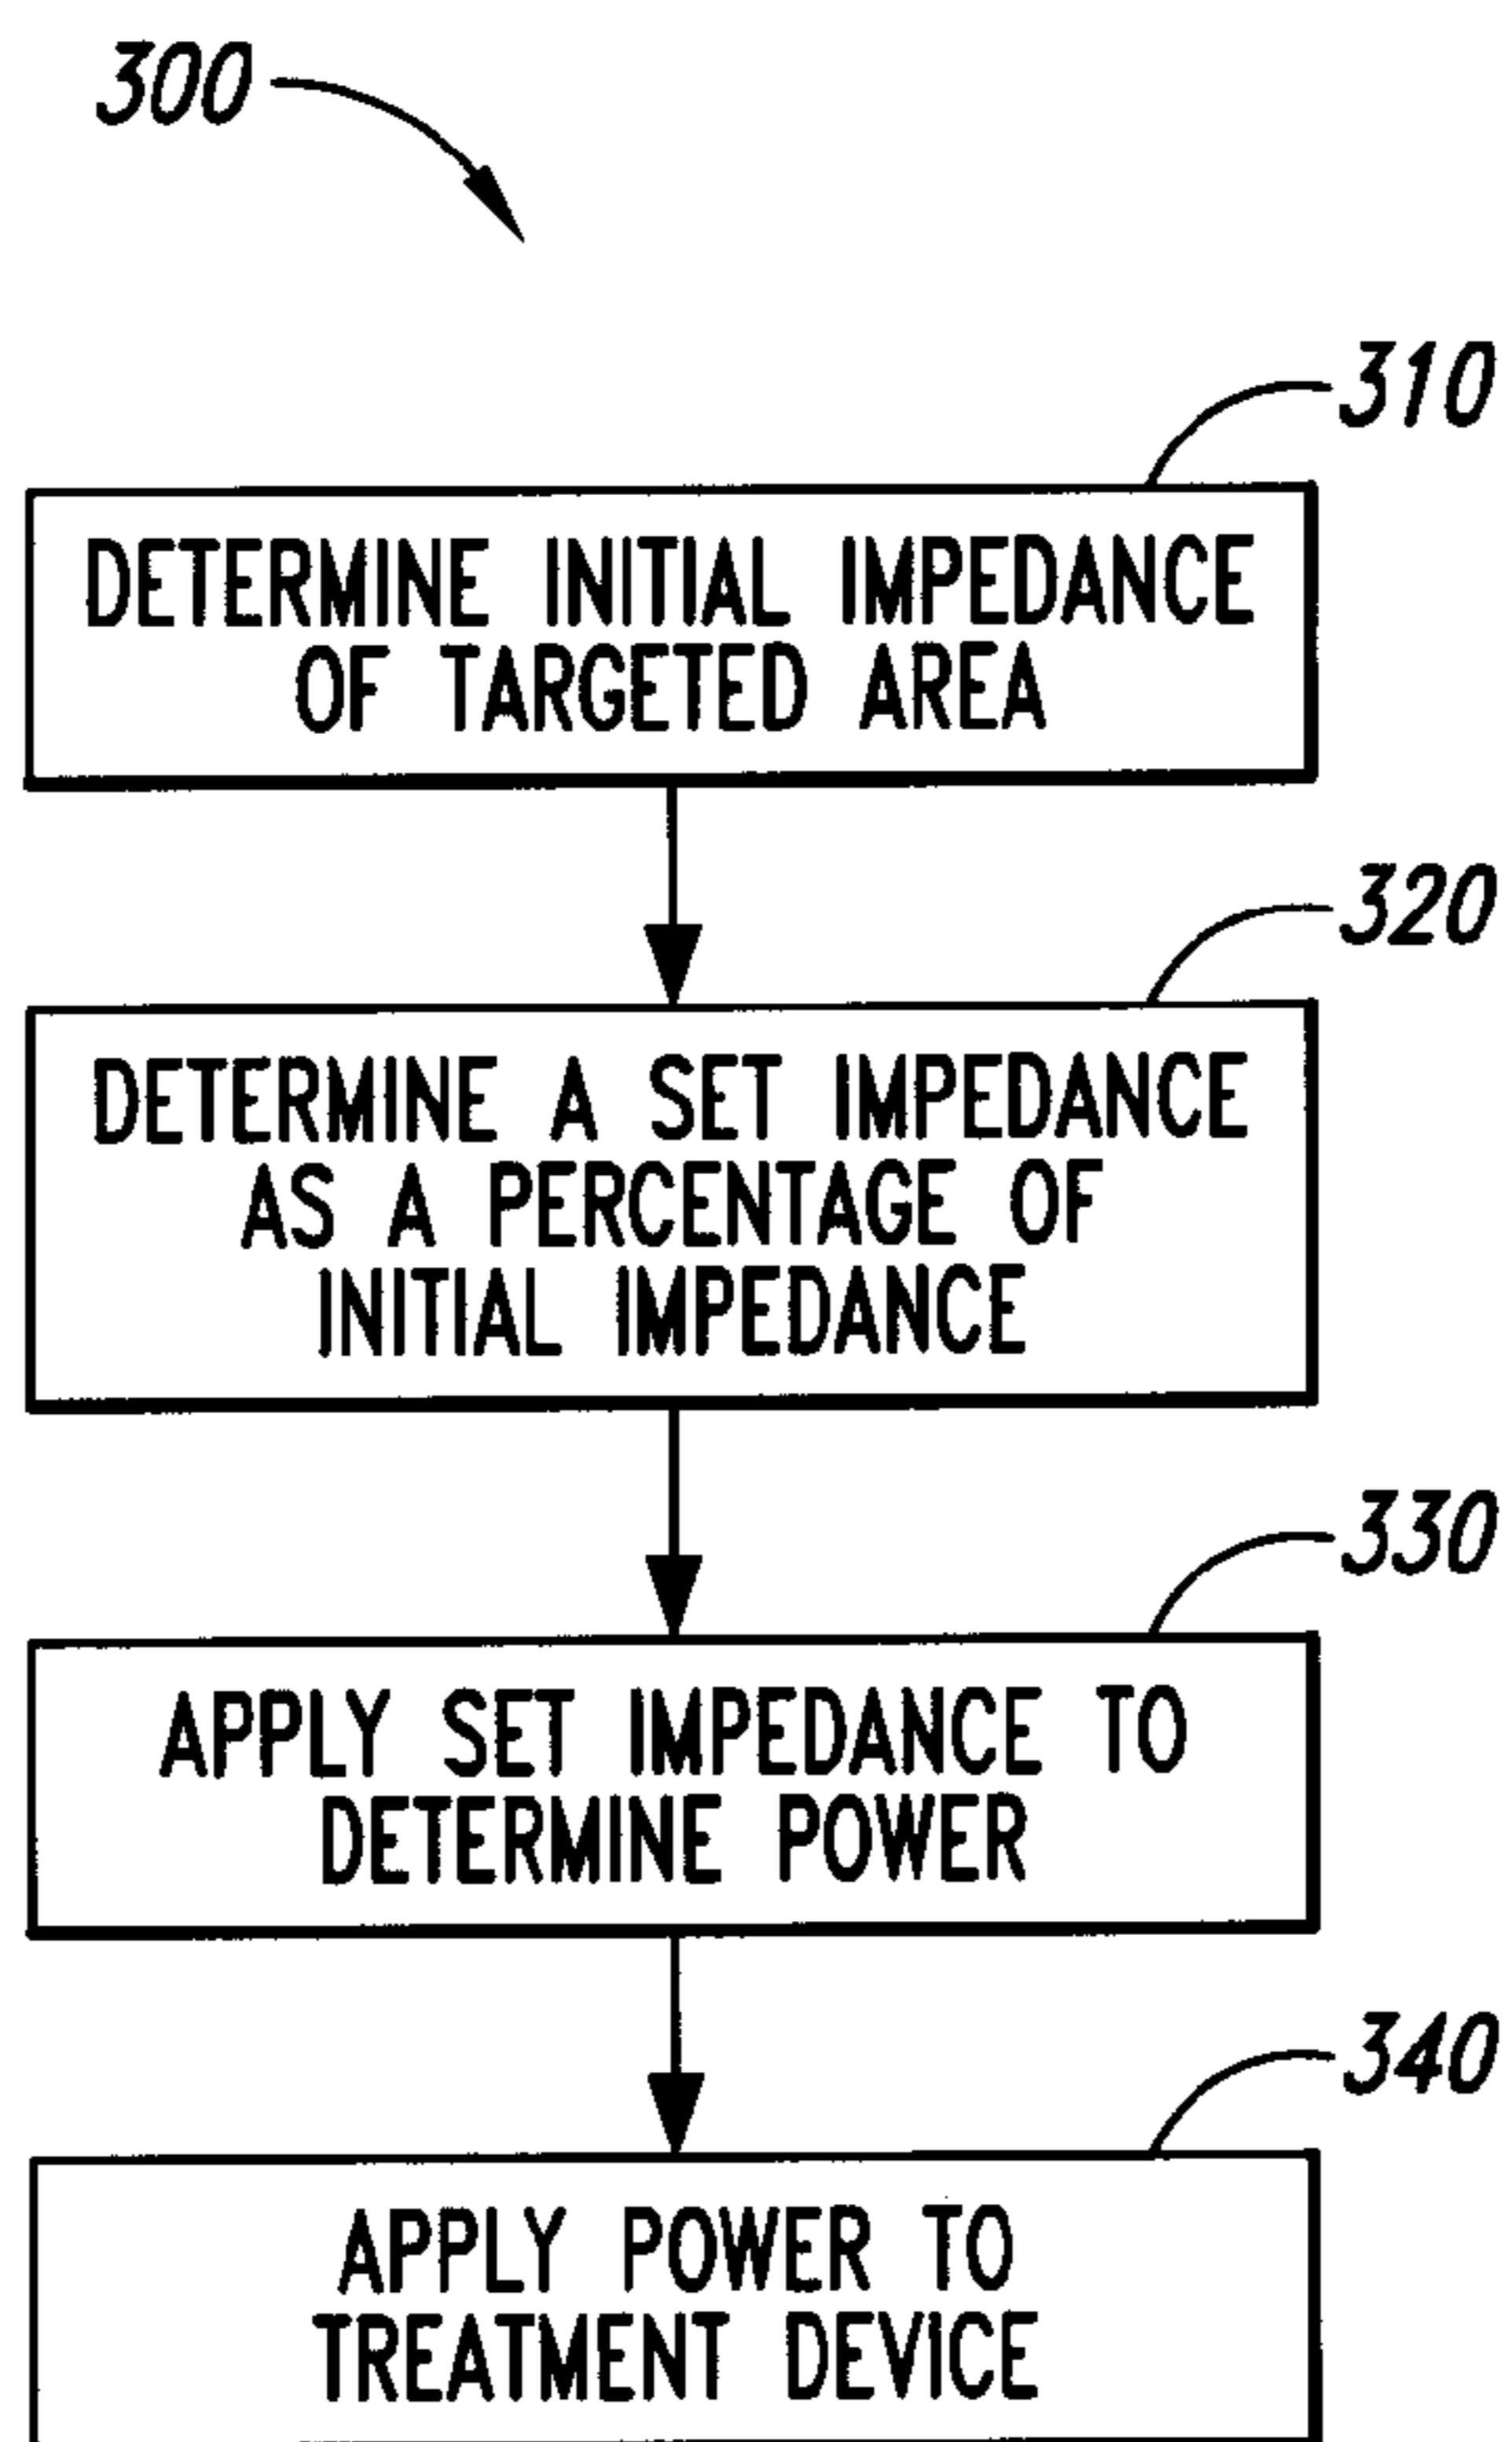 300
310
DETERMINE INITIAL IMPEDANCE
OF TARGETED AREA
320
DETERMINE A SET IMPEDANCE
AS A PERCENTAGE OF
INITIAL IMPEDANCE
330
APPLY SET IMPEDANCE TO
DETERMINE POWER
340
APPLY POWER TO
TREATMENT DEVICE